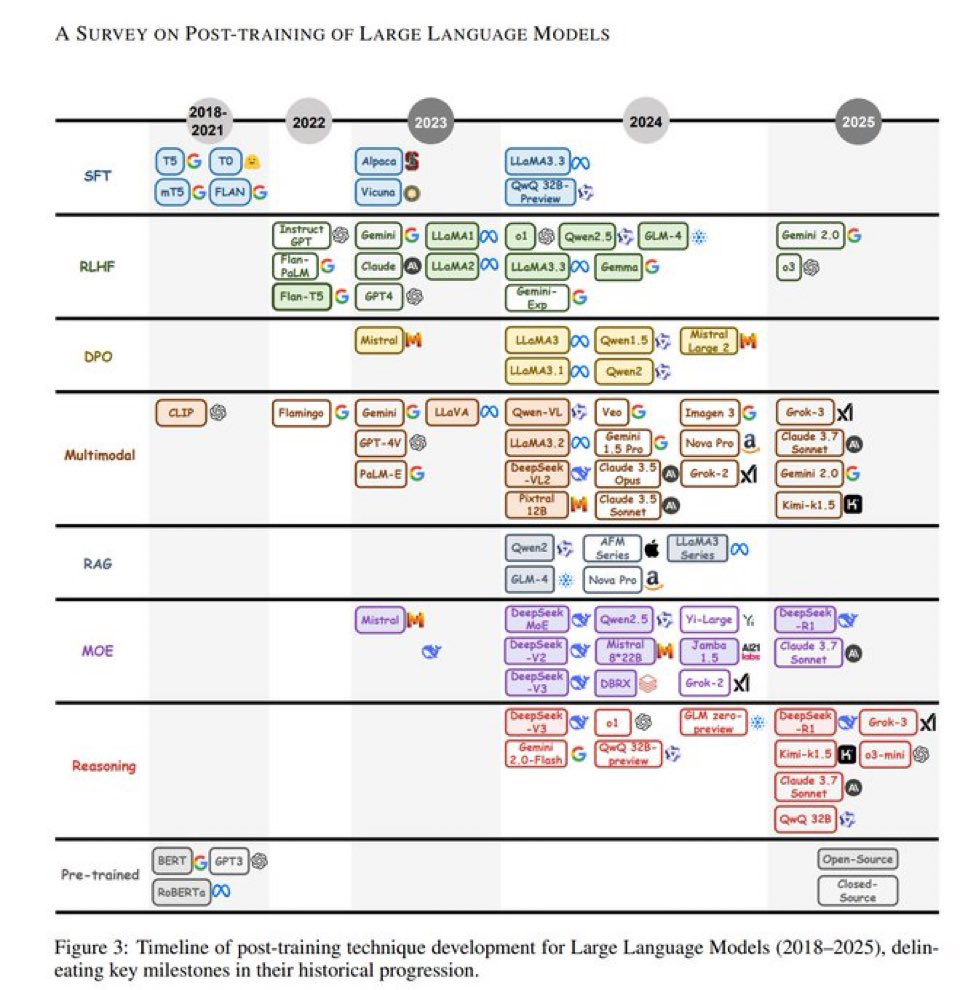 A SURVEY ON POST-TRAINING OF LARGE LANGUAGE MODELS
2018-
2021
2022
2023
2024
2025
SFT
T5
T0
mT5
FLAN
Alpaca
Vicuna
LLaMA3.3
QwQ 32B-
Preview
RLHF
Instruct
GPT
Flan-
PaLM
Flan-T5
Gemini
LLaMA1
Claude
LLaMA2
GPT4
o1
Qwen2.5
GLM-4
LLaMA3.3
Gemma
Gemini-
Exp
Gemini 2.0
o3
DPO
Mistral
LLaMA3
Qwen1.5
Mistral
Large 2
LLaMA3.1
Qwen2
Multimodal
CLIP
Flamingo
Gemini
LLaVA
GPT-4V
PaLM-E
Qwen-VL
Veo
Imagen 3
LLaMA3.2
Gemini
1.5 Pro
Nova Pro
DeepSeek
-VL2
Claude 3.5
Opus
Grok-2
Pixtral
12B
Claude 3.5
Sonnet
Grok-3
Claude 3.7
Sonnet
Gemini 2.0
Kimi-k1.5
RAG
Qwen2
AFM
Series
LLaMA3
Series
GLM-4
Nova Pro
MOE
Mistral
DeepSeek
MoE
Qwen2.5
Yi-Large
DeepSeek
-V2
Mistral
8*22B
Jamba
1.5
AI21
labs
DeepSeek
-V3
DBRX
Grok-2
DeepSeek
-R1
Claude 3.7
Sonnet
Reasoning
DeepSeek
-V3
o1
GLM zero-
preview
Gemini
2.0-Flash
QwQ 32B-
preview
DeepSeek
-R1
Grok-3
Kimi-k1.5
o3-mini
Claude 3.7
Sonnet
QwQ 32B
Pre-trained
BERT
GPT3
RoBERTa
Open-Source
Closed-
Source
Figure 3: Timeline of post-training technique development for Large Language Models (2018–2025), delin-
eating key milestones in their historical progression.